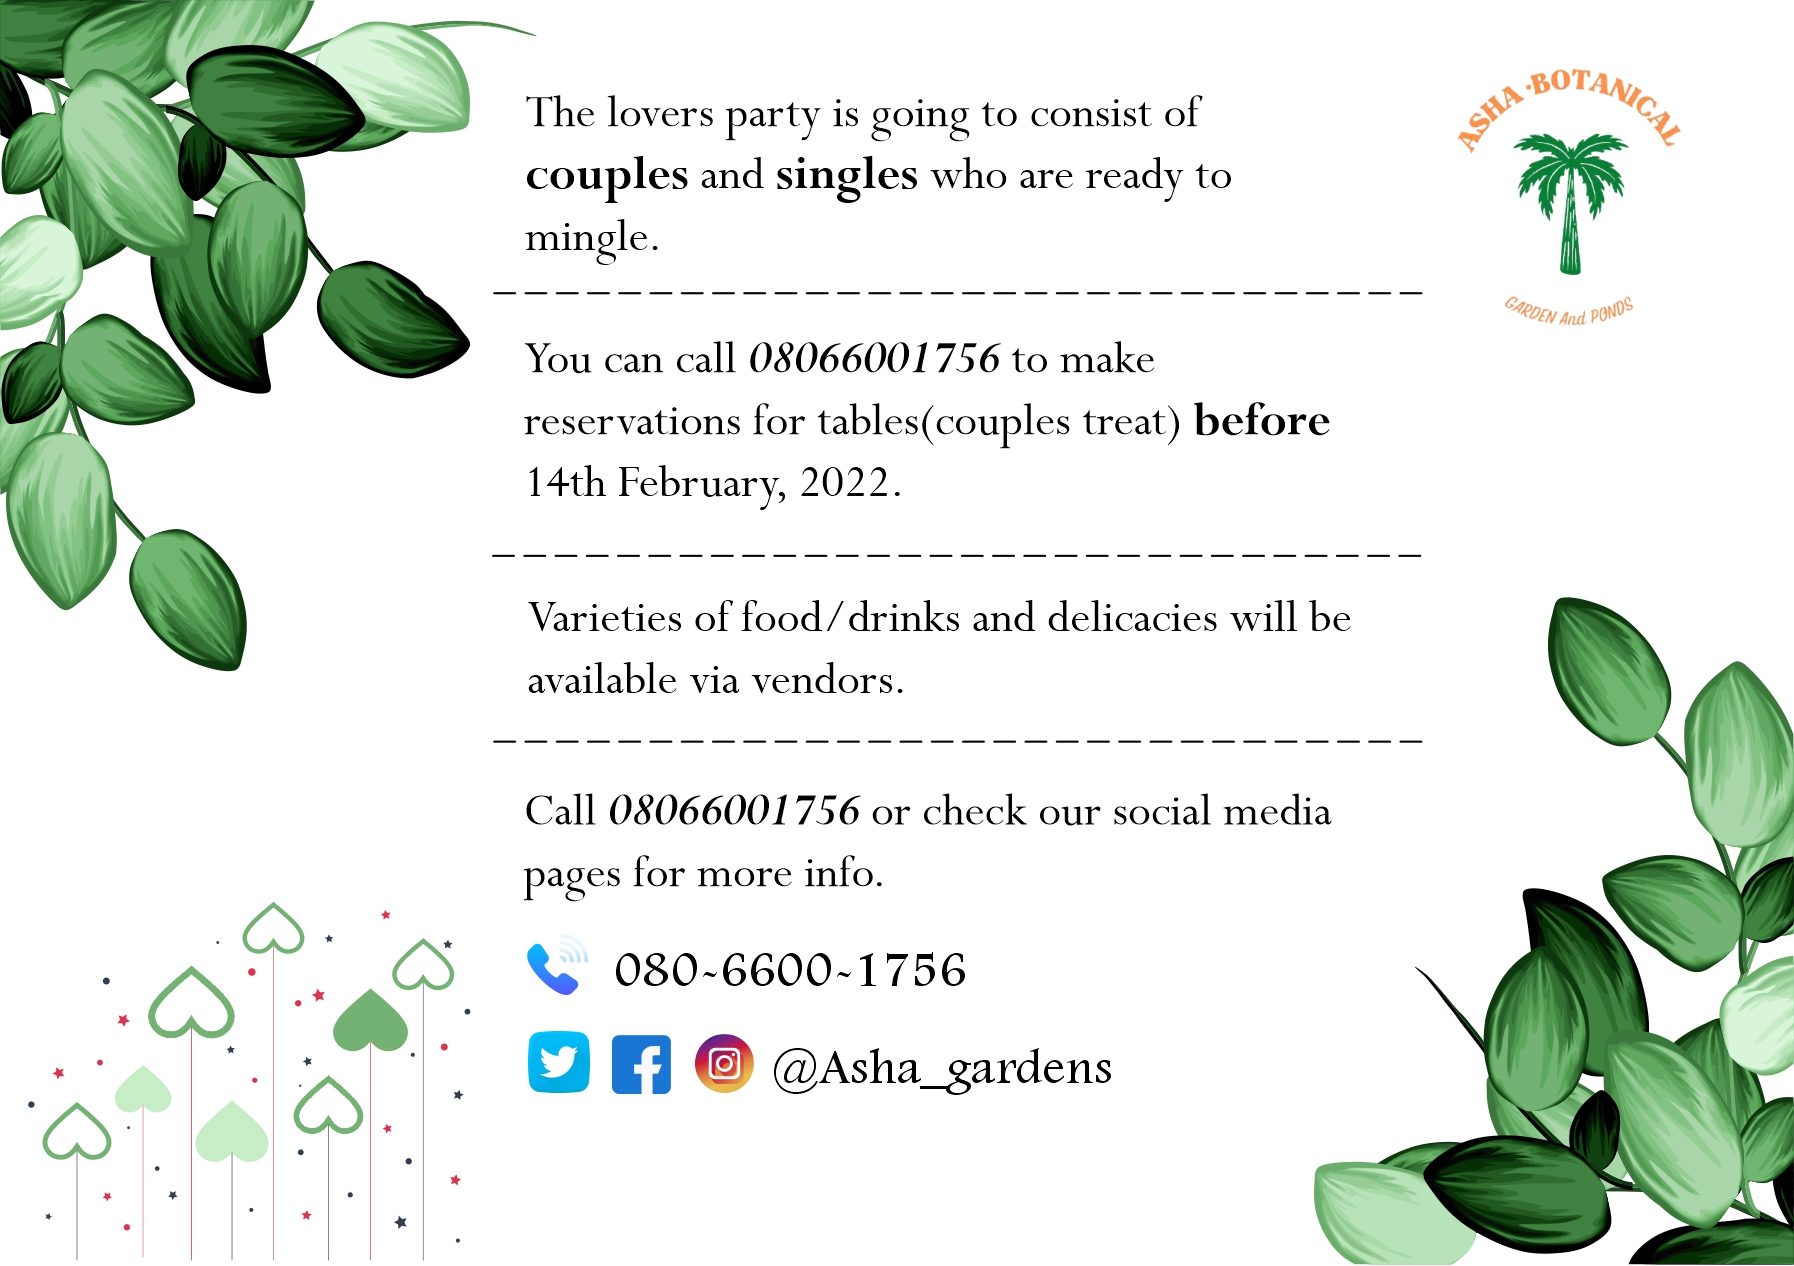 ASHA · BOTANICAL
GARDEN And PONDS
The lovers party is going to consist of
couples and singles who are ready to
mingle.
You can call 08066001756 to make
reservations for tables(couples treat) before
14th February, 2022.
Varieties of food/drinks and delicacies will be
available via vendors.
Call 08066001756 or check our social media
pages for more info.
080-6600-1756
@Asha_gardens